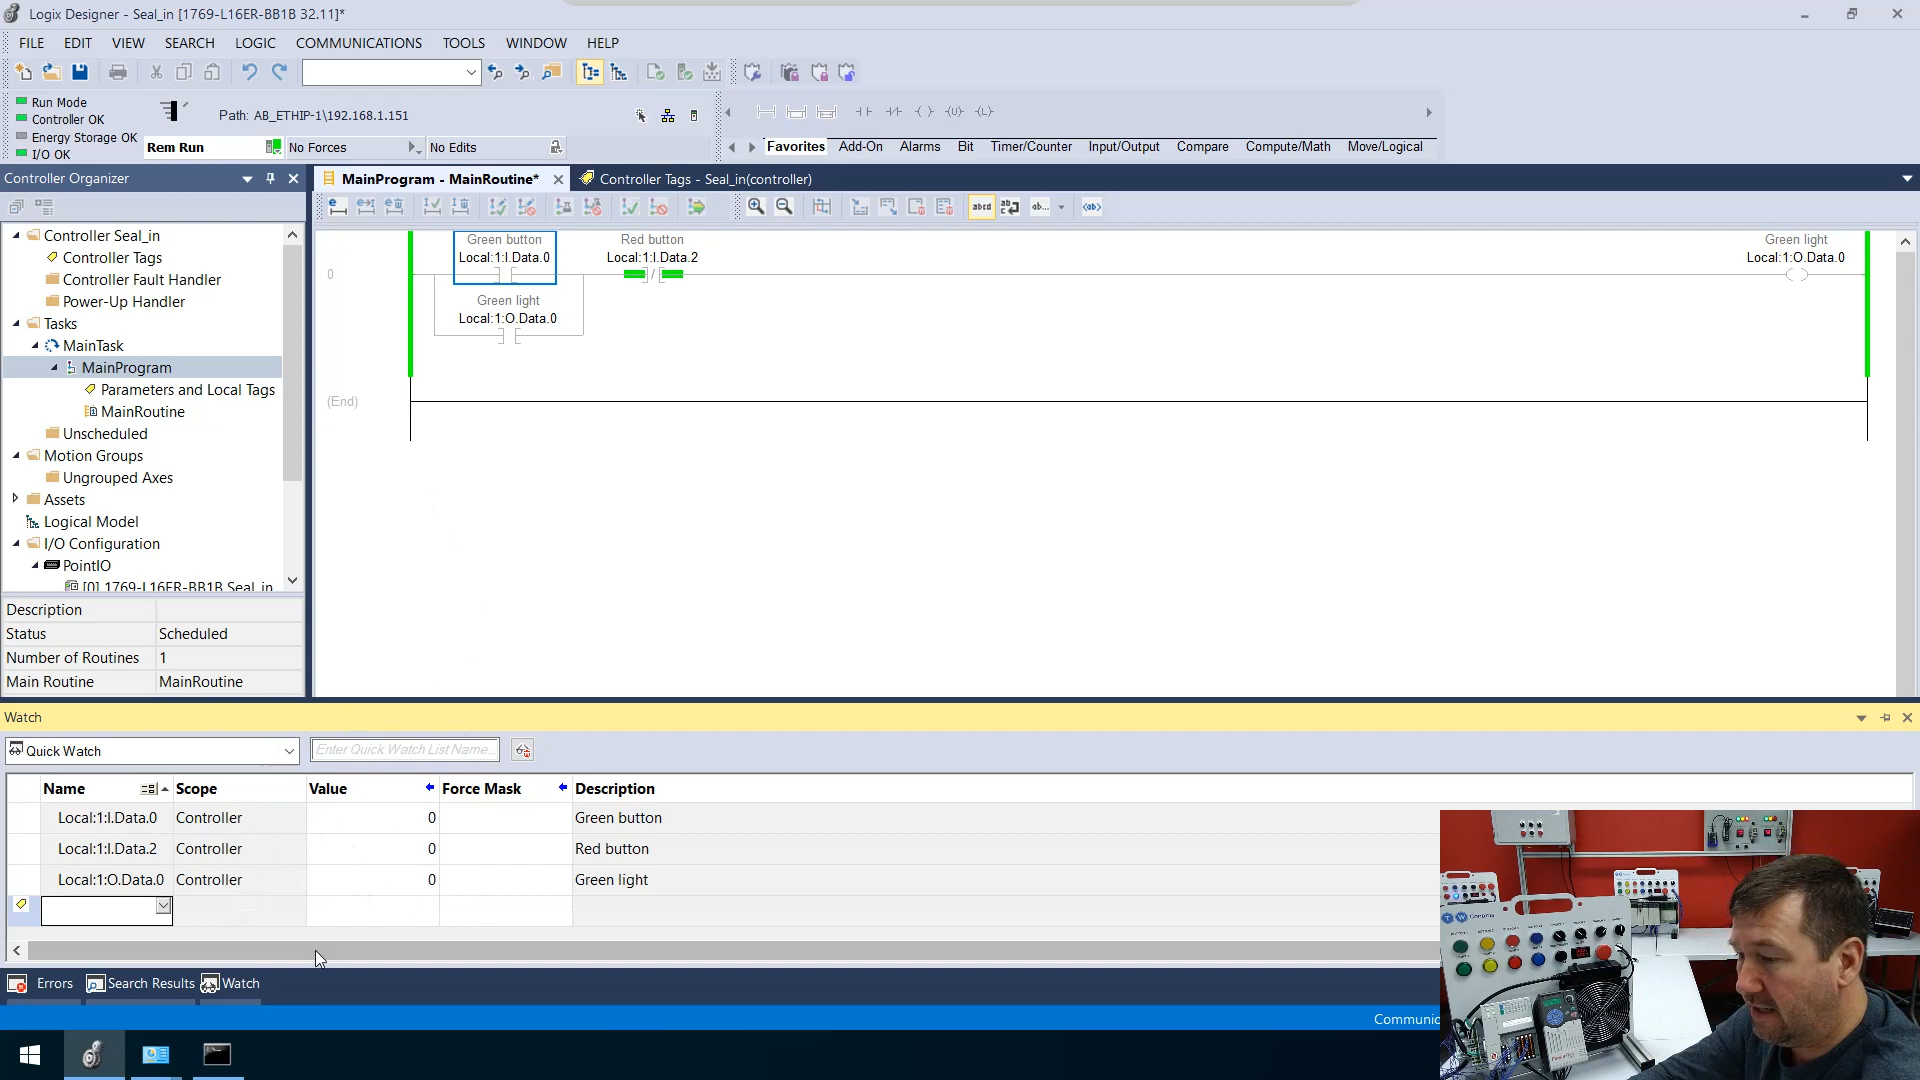 Logix Designer - Seal_in [1769-L16ER-BB1B 32.11]*
FILE EDIT VIEW SEARCH LOGIC COMMUNICATIONS TOOLS WINDOW HELP
Run Mode
Controller OK
Energy Storage OK
I/O OK
Path: AB_ETHIP-1\192.168.1.151
Rem Run No Forces No Edits
Favorites Add-On Alarms Bit Timer/Counter Input/Output Compare Compute/Math Move/Logical
Controller Organizer
MainProgram - MainRoutine*
Controller Tags - Seal_in(controller)
Controller Seal_in
Controller Tags
Controller Fault Handler
Power-Up Handler
Tasks
MainTask
MainProgram
Parameters and Local Tags
MainRoutine
Unscheduled
Motion Groups
Ungrouped Axes
Assets
Logical Model
I/O Configuration
PointIO
[0] 1769-L16ER-BB1B Seal_in
Description
Status Scheduled
Number of Routines 1
Main Routine MainRoutine
abcd ab...
Green button Red button Green light
Local:1:I.Data.0 Local:1:I.Data.2 Local:1:O.Data.0
0
Green light
Local:1:O.Data.0
(End)
Watch
Quick Watch Enter Quick Watch List Name...
Name Scope Value Force Mask Description
Local:1:I.Data.0 Controller 0 Green button
Local:1:I.Data.2 Controller 0 Red button
Local:1:O.Data.0 Controller 0 Green light
Errors Search Results Watch
Communic